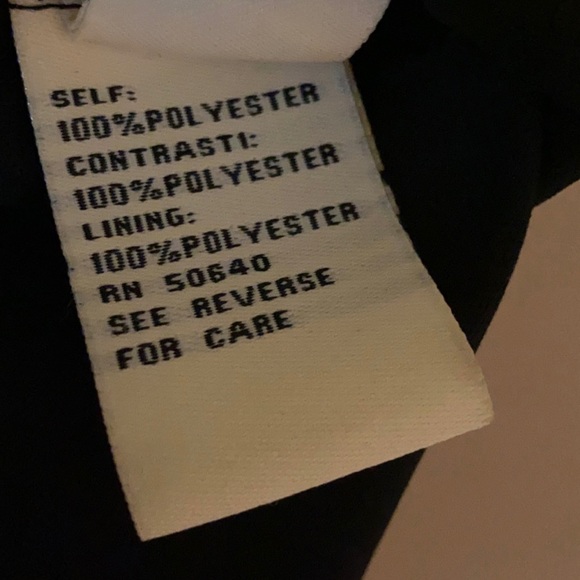 SELF:
100%POLYESTER
CONTRAST1:
100%POLYESTER
LINING:
100%POLYESTER
RN 50640
SEE REVERSE
FOR CARE